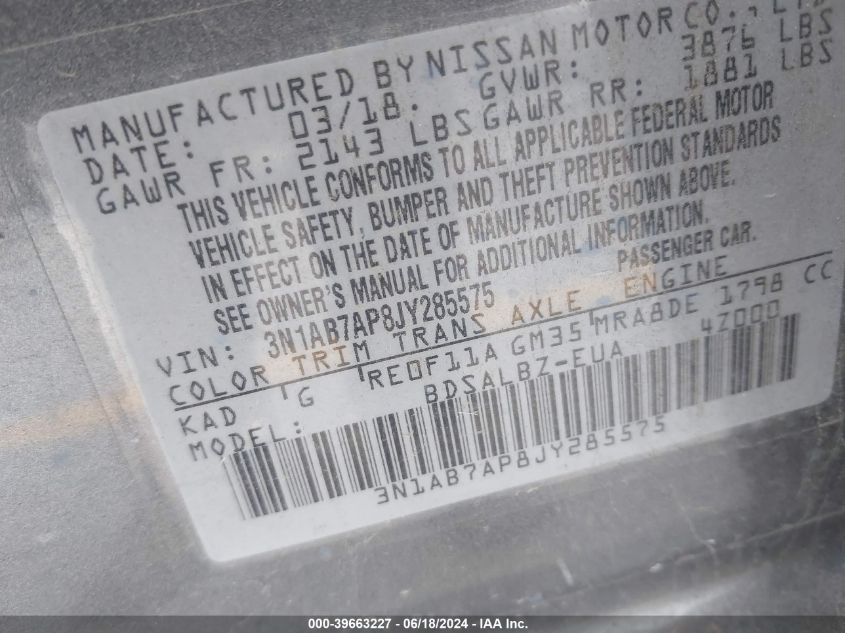 MANUFACTURED BY NISSAN MOTOR CO., LTD
DATE: 03/18. GVWR: 3876 LBS
GAWR FR: 2143 LBS GAWR RR: 1881 LBS
THIS VEHICLE CONFORMS TO ALL APPLICABLE FEDERAL MOTOR
VEHICLE SAFETY, BUMPER AND THEFT PREVENTION STANDARDS
IN EFFECT ON THE DATE OF MANUFACTURE SHOWN ABOVE.
SEE OWNER'S MANUAL FOR ADDITIONAL INFORMATION.
VIN: 3N1AB7AP8JY285575 PASSENGER CAR.
COLOR TRIM TRANS AXLE ENGINE
KAD G RE0F11A GM35 MRA8DE 1798 CC
MODEL: BDSALBZ-EUA 4Z000
3N1AB7AP8JY285575
000-39663227 - 06/18/2024 - IAA Inc.